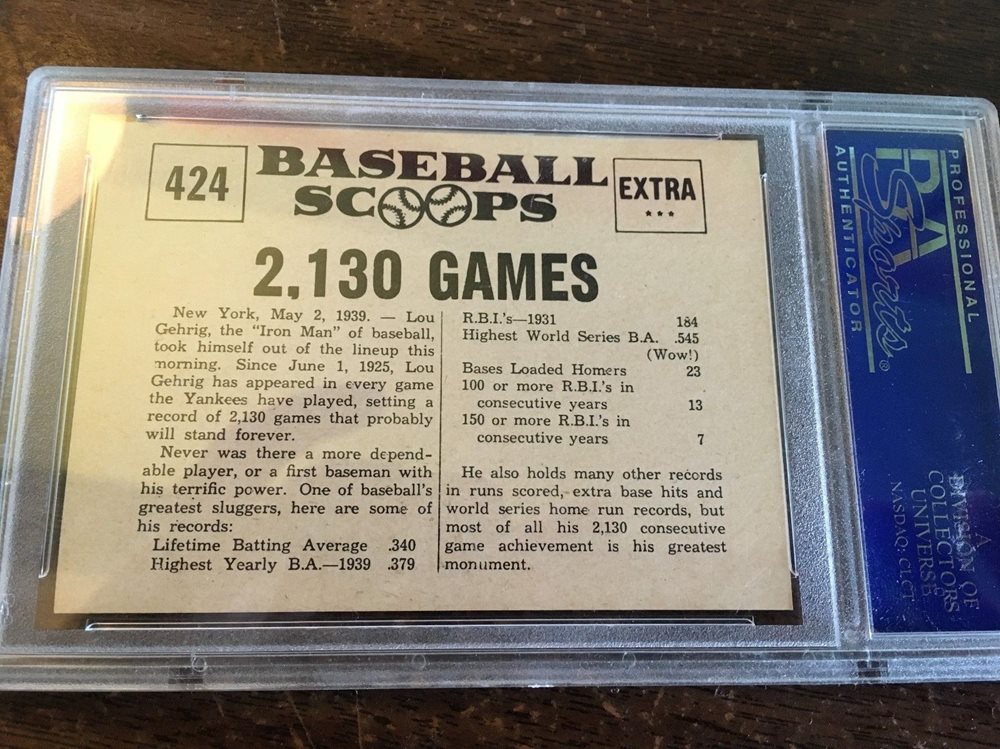 424
BASEBALL
SCOOPS
EXTRA
***
2,130 GAMES
New York, May 2, 1939. — Lou
Gehrig, the "Iron Man" of baseball,
took himself out of the lineup this
morning. Since June 1, 1925, Lou
Gehrig has appeared in every game
the Yankees have played, setting a
record of 2,130 games that probably
will stand forever.
Never was there a more depend-
able player, or a first baseman with
his terrific power. One of baseball's
greatest sluggers, here are some of
his records:
Lifetime Batting Average .340
Highest Yearly B.A.—1939 .379
R.B.I.'s—1931 184
Highest World Series B.A. .545
(Wow!)
Bases Loaded Homers 23
100 or more R.B.I.'s in
consecutive years 13
150 or more R.B.I.'s in
consecutive years 7
He also holds many other records
in runs scored, extra base hits and
world series home run records, but
most of all his 2,130 consecutive
game achievement is his greatest
monument.
PROFESSIONAL
PSA
Sports®
AUTHENTICATOR
A
DIVISION OF
COLLECTORS
UNIVERSE
NASDAQ: CLCT